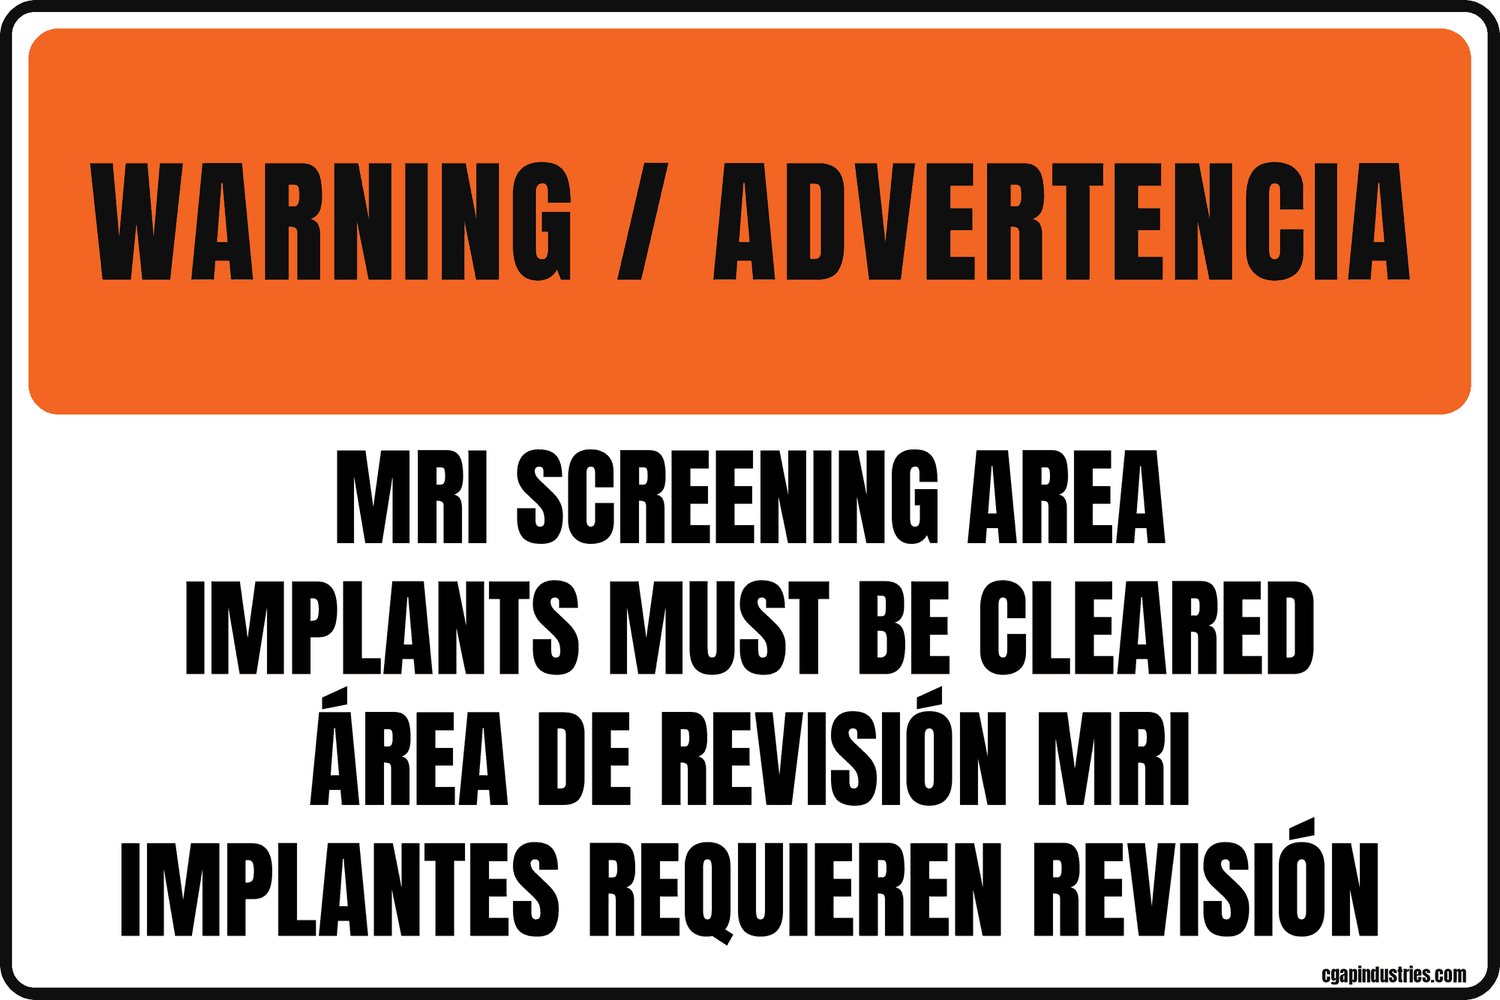 WARNING / ADVERTENCIA
MRI SCREENING AREA
IMPLANTS MUST BE CLEARED
ÁREA DE REVISIÓN MRI
IMPLANTES REQUIEREN REVISIÓN
cgapindustries.com